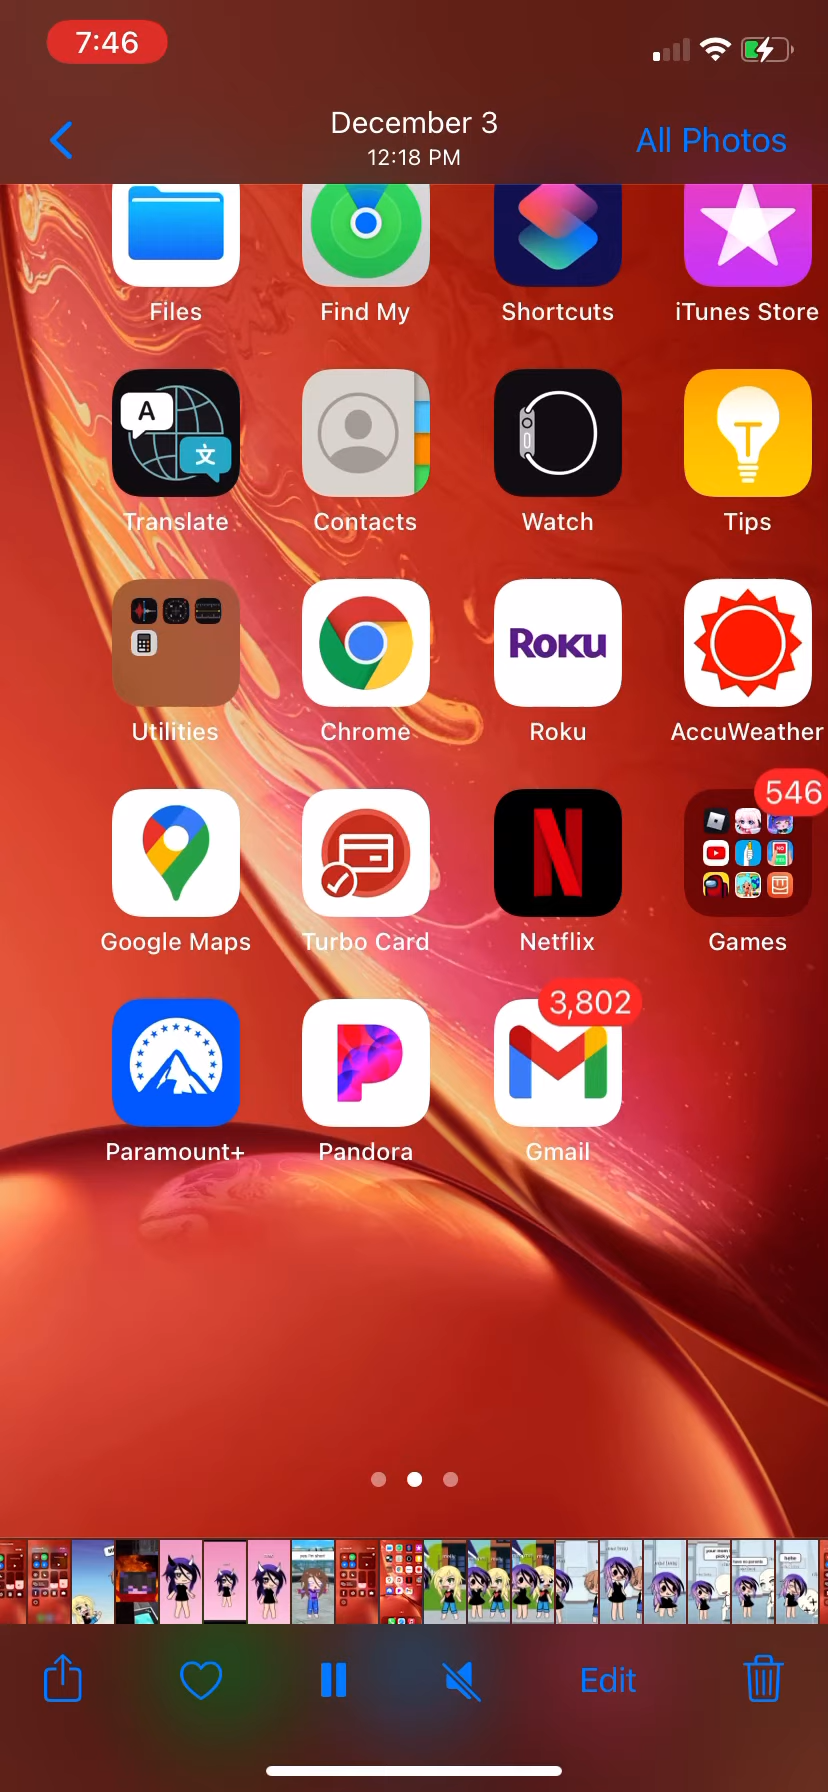 7:46
December 3
12:18 PM
All Photos
Files
Find My
Shortcuts
iTunes Store
A
文
Translate
Contacts
Watch
T
Tips
Utilities
Chrome
Roku
Roku
AccuWeather
546
Google Maps
Turbo Card
N
Netflix
Games
3,802
Paramount+
P
Pandora
M
Gmail
hello
Edit